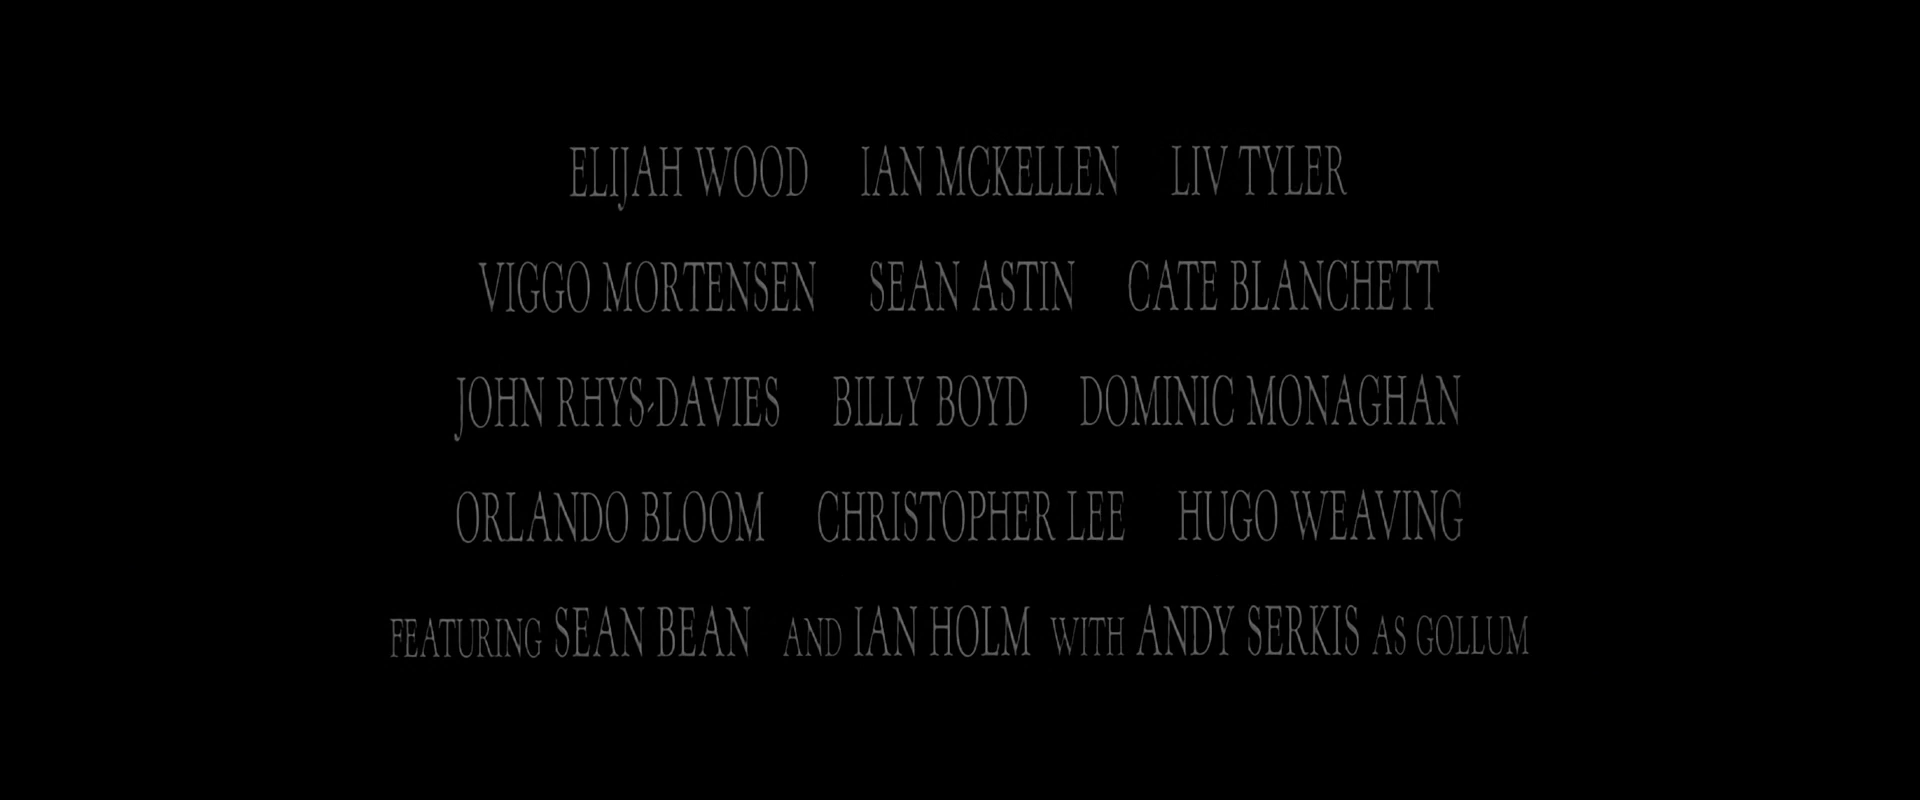 ELIJAH WOOD IAN MCKELLEN LIV TYLER
VIGGO MORTENSEN SEAN ASTIN CATE BLANCHETT
JOHN RHYS-DAVIES BILLY BOYD DOMINIC MONAGHAN
ORLANDO BLOOM CHRISTOPHER LEE HUGO WEAVING
FEATURING SEAN BEAN AND IAN HOLM WITH ANDY SERKIS AS GOLLUM